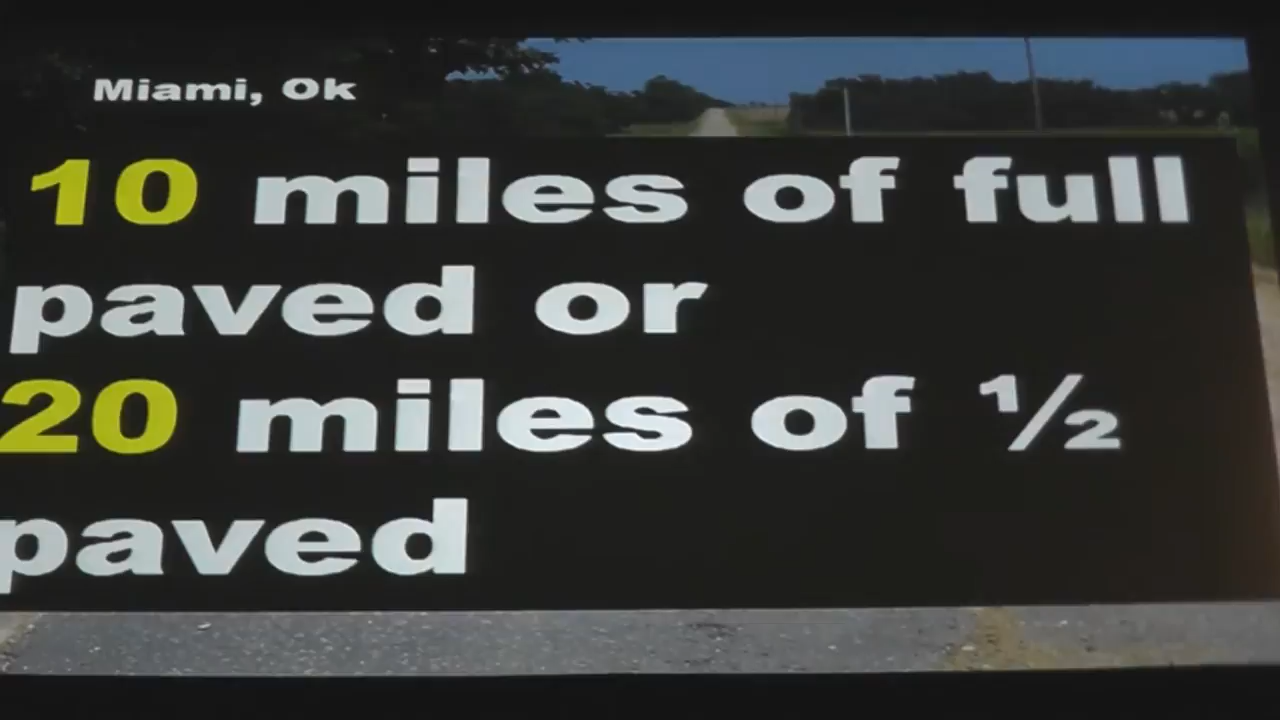 Miami, Ok
10 miles of full
paved or
20 miles of ½
paved